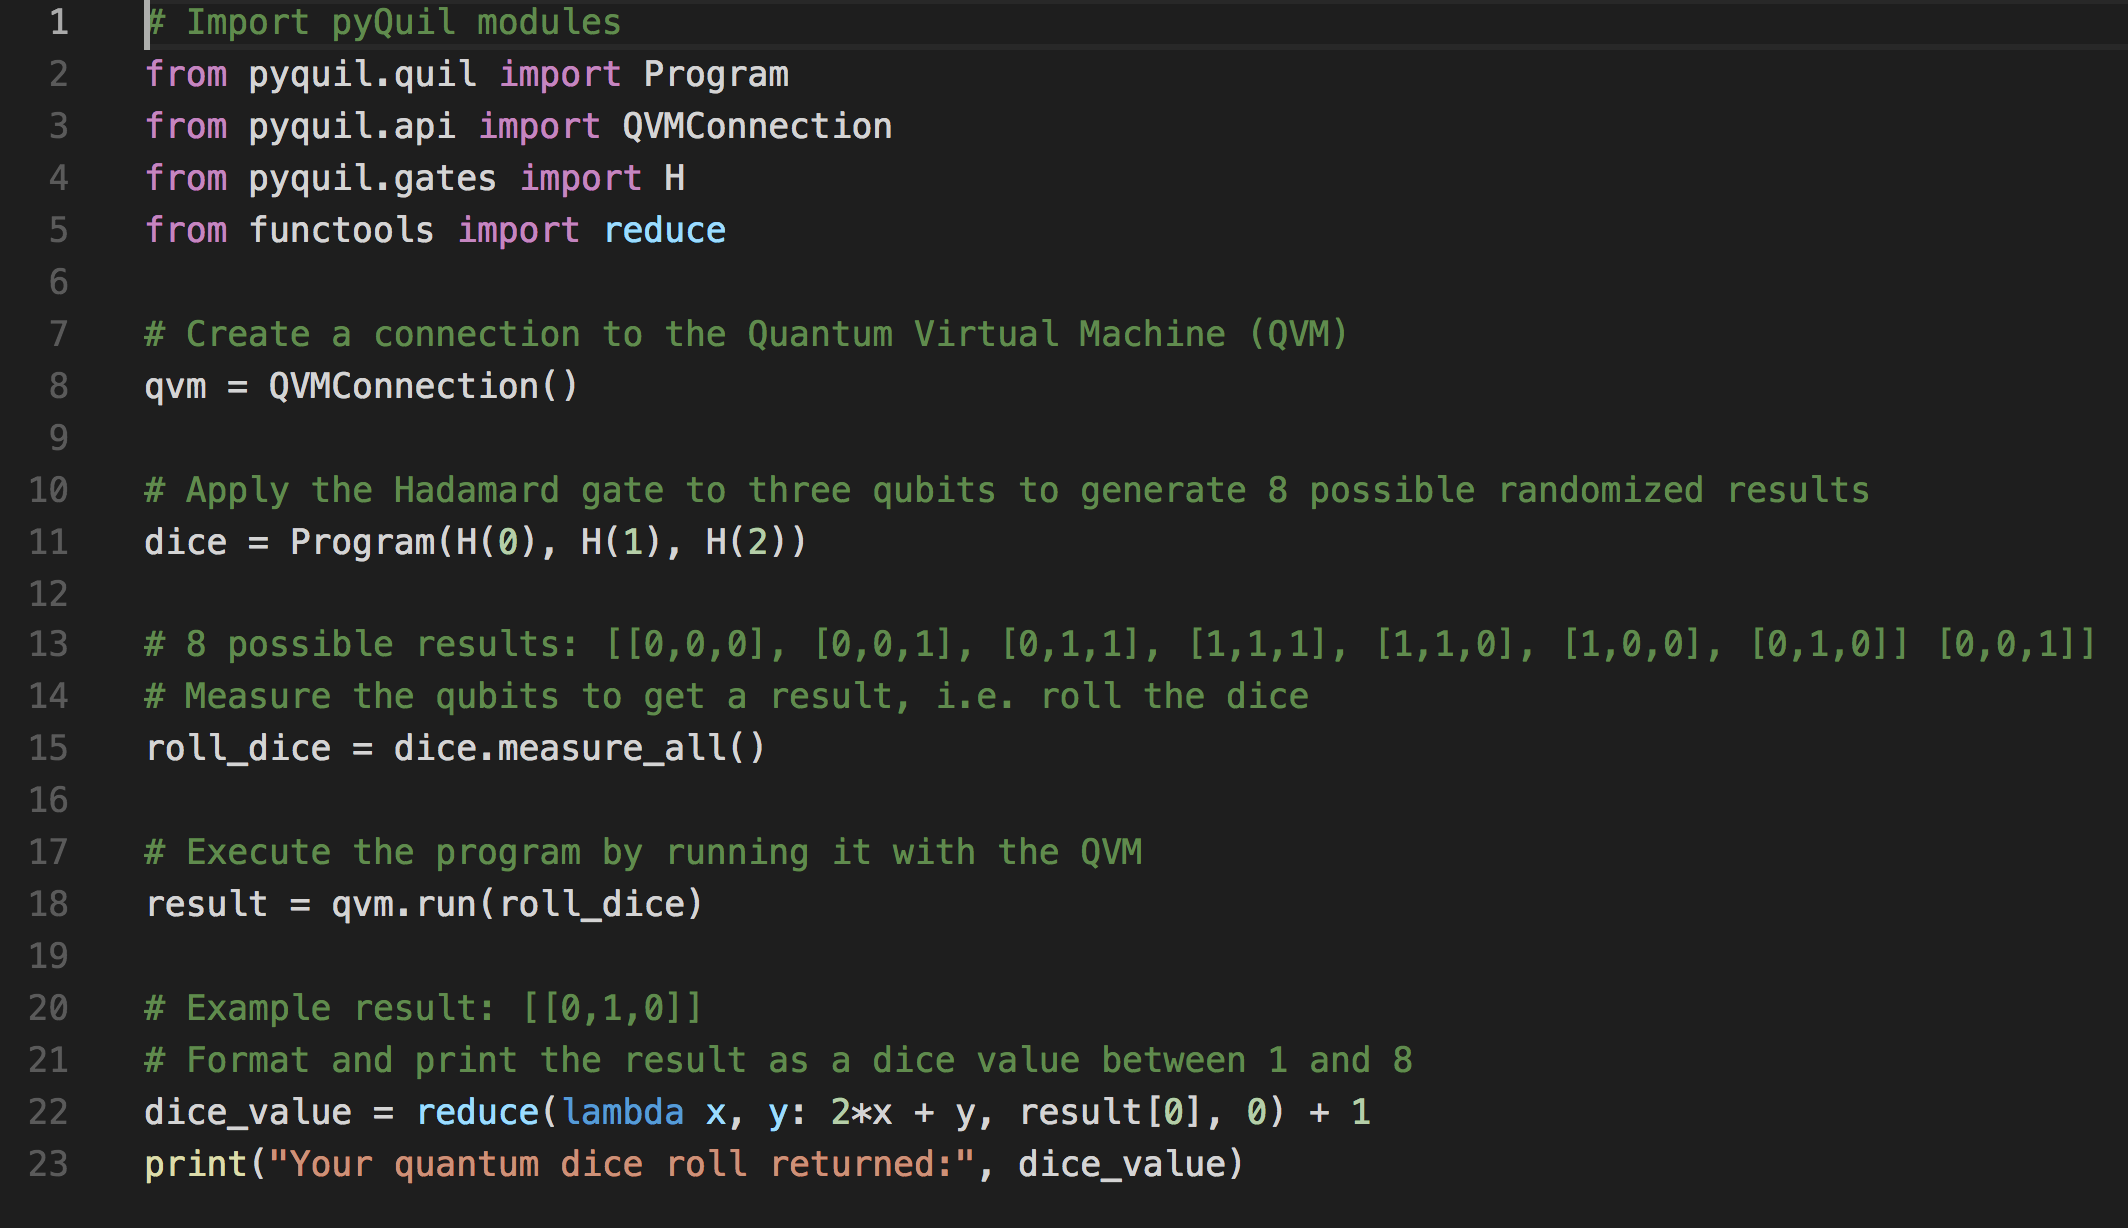 1 # Import pyQuil modules
2 from pyquil.quil import Program
3 from pyquil.api import QVMConnection
4 from pyquil.gates import H
5 from functools import reduce
6
7 # Create a connection to the Quantum Virtual Machine (QVM)
8 qvm = QVMConnection()
9
10 # Apply the Hadamard gate to three qubits to generate 8 possible randomized results
11 dice = Program(H(0), H(1), H(2))
12
13 # 8 possible results: [[0,0,0], [0,0,1], [0,1,1], [1,1,1], [1,1,0], [1,0,0], [0,1,0]] [0,0,1]]
14 # Measure the qubits to get a result, i.e. roll the dice
15 roll_dice = dice.measure_all()
16
17 # Execute the program by running it with the QVM
18 result = qvm.run(roll_dice)
19
20 # Example result: [[0,1,0]]
21 # Format and print the result as a dice value between 1 and 8
22 dice_value = reduce(lambda x, y: 2*x + y, result[0], 0) + 1
23 print("Your quantum dice roll returned:", dice_value)